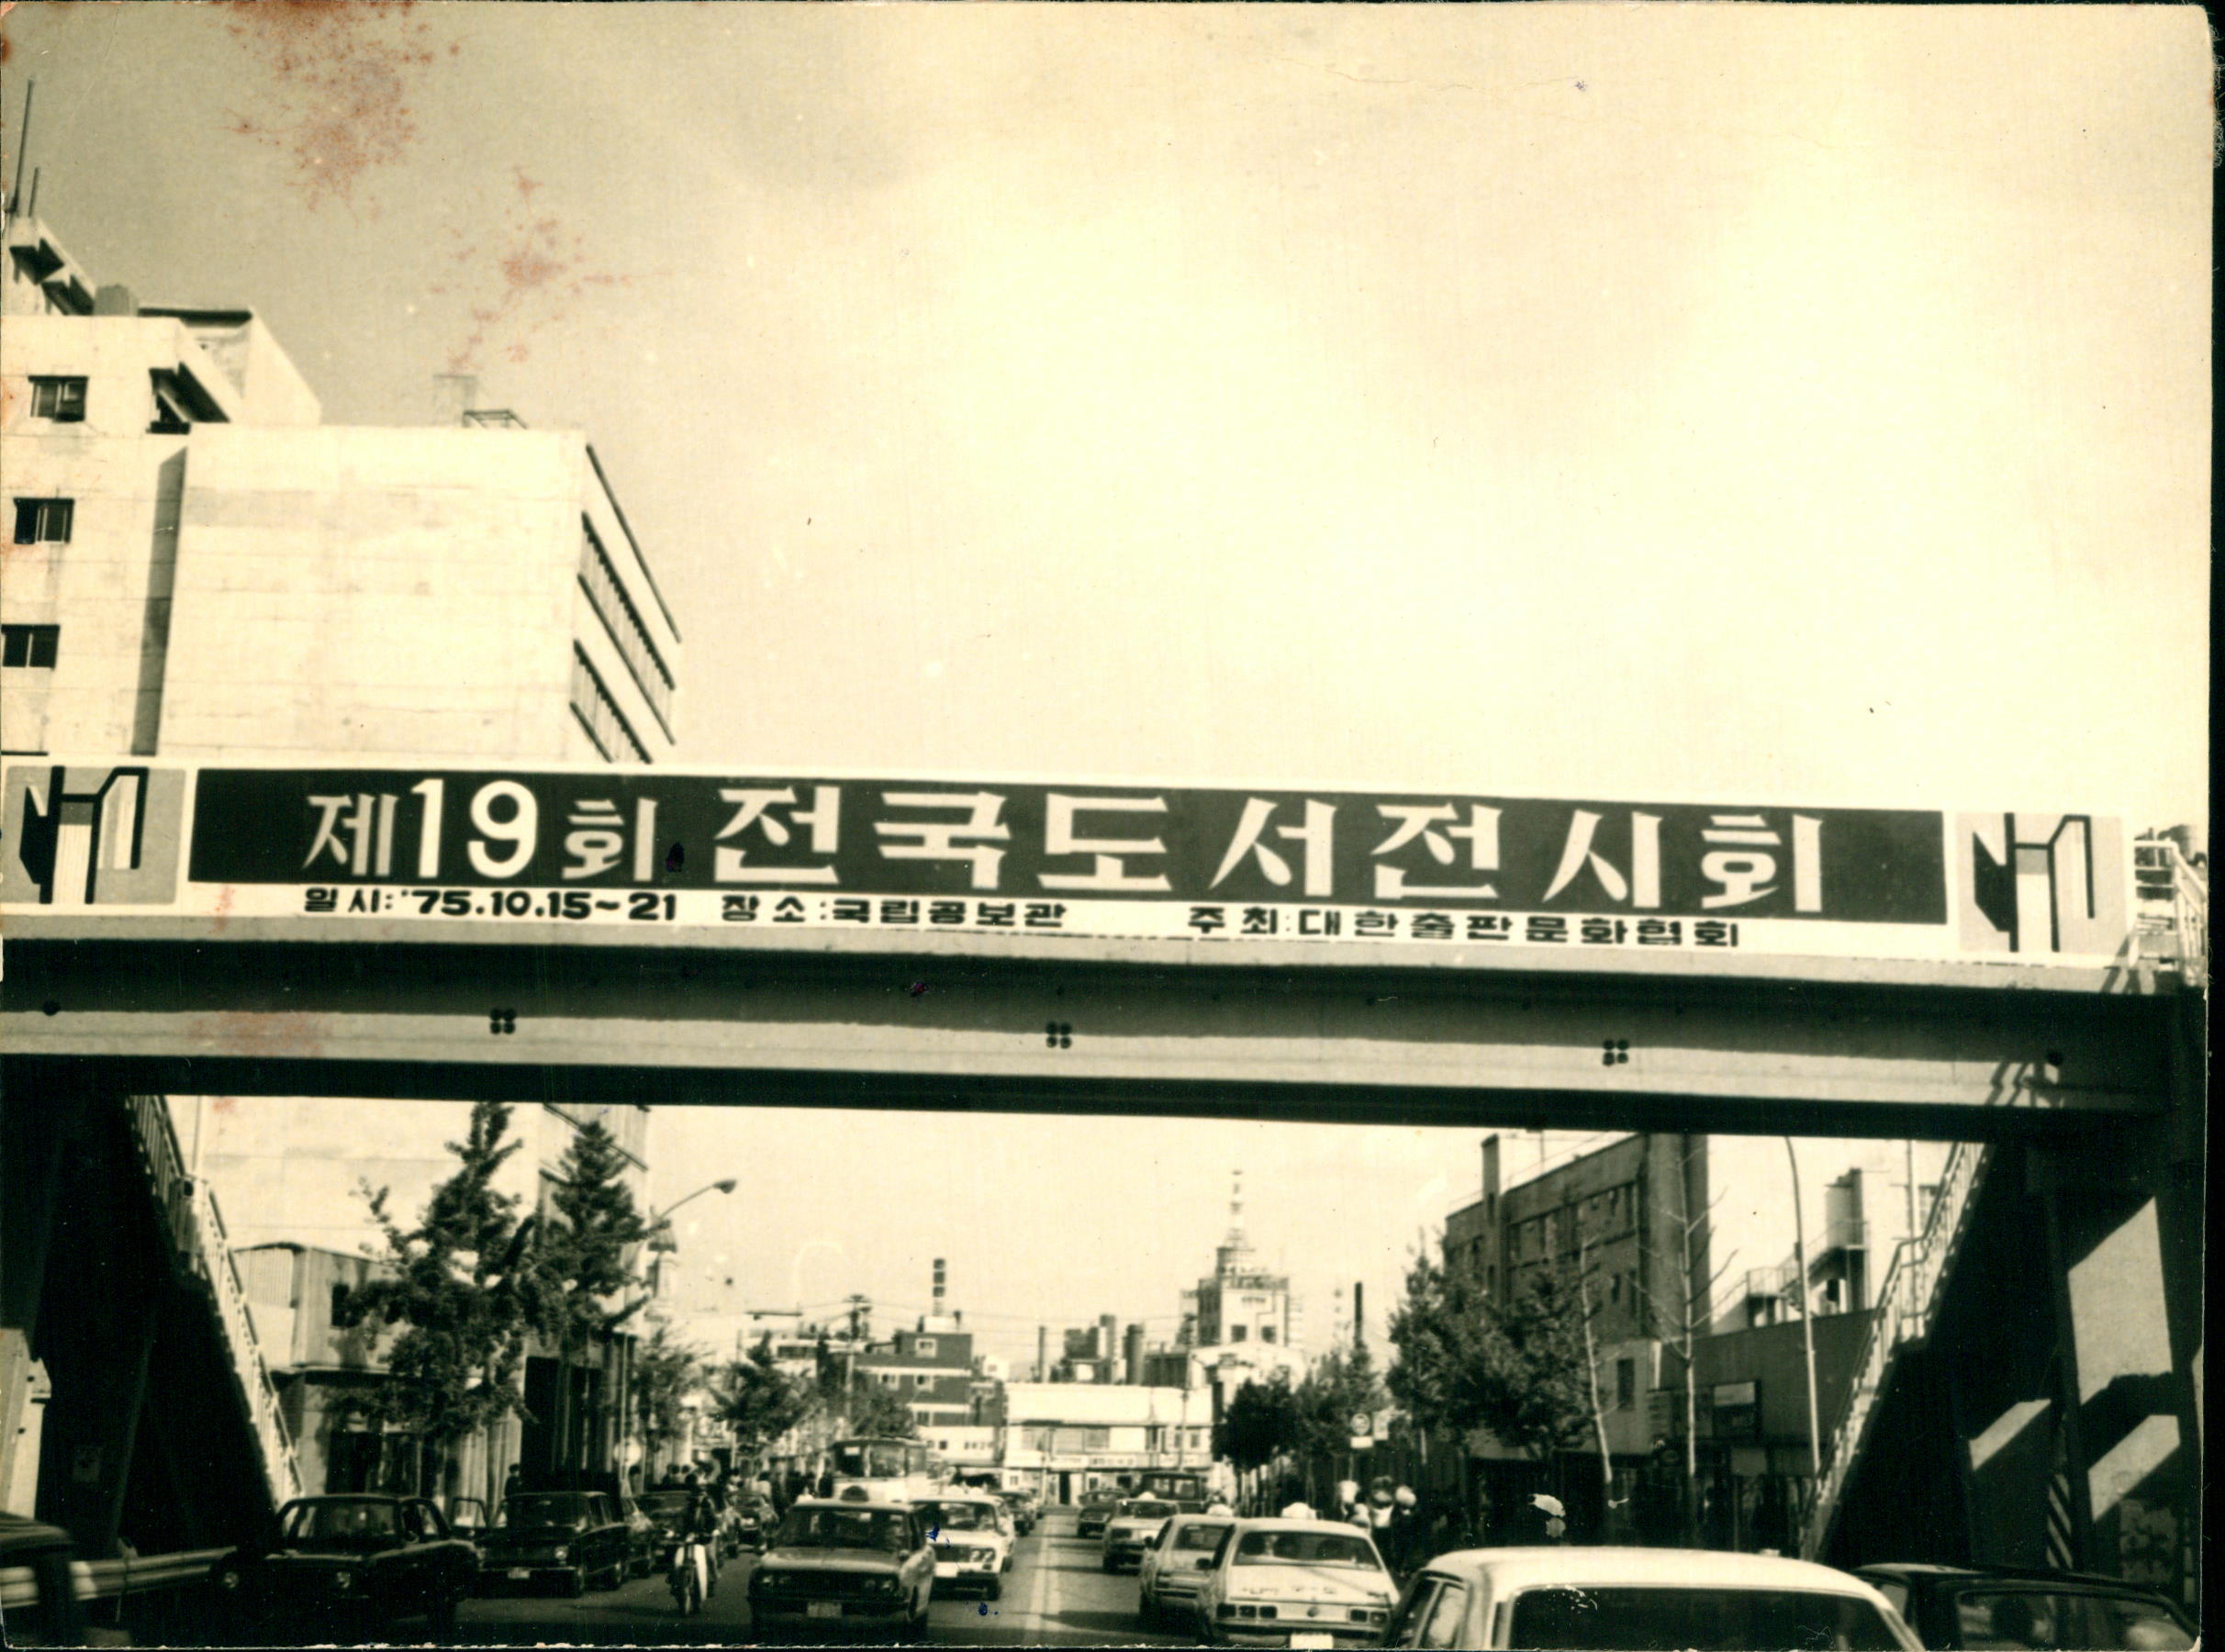 제19회 전국도서전시회
일시:'75.10.15~21 장소:국립공보관 주최:대한출판문화협회